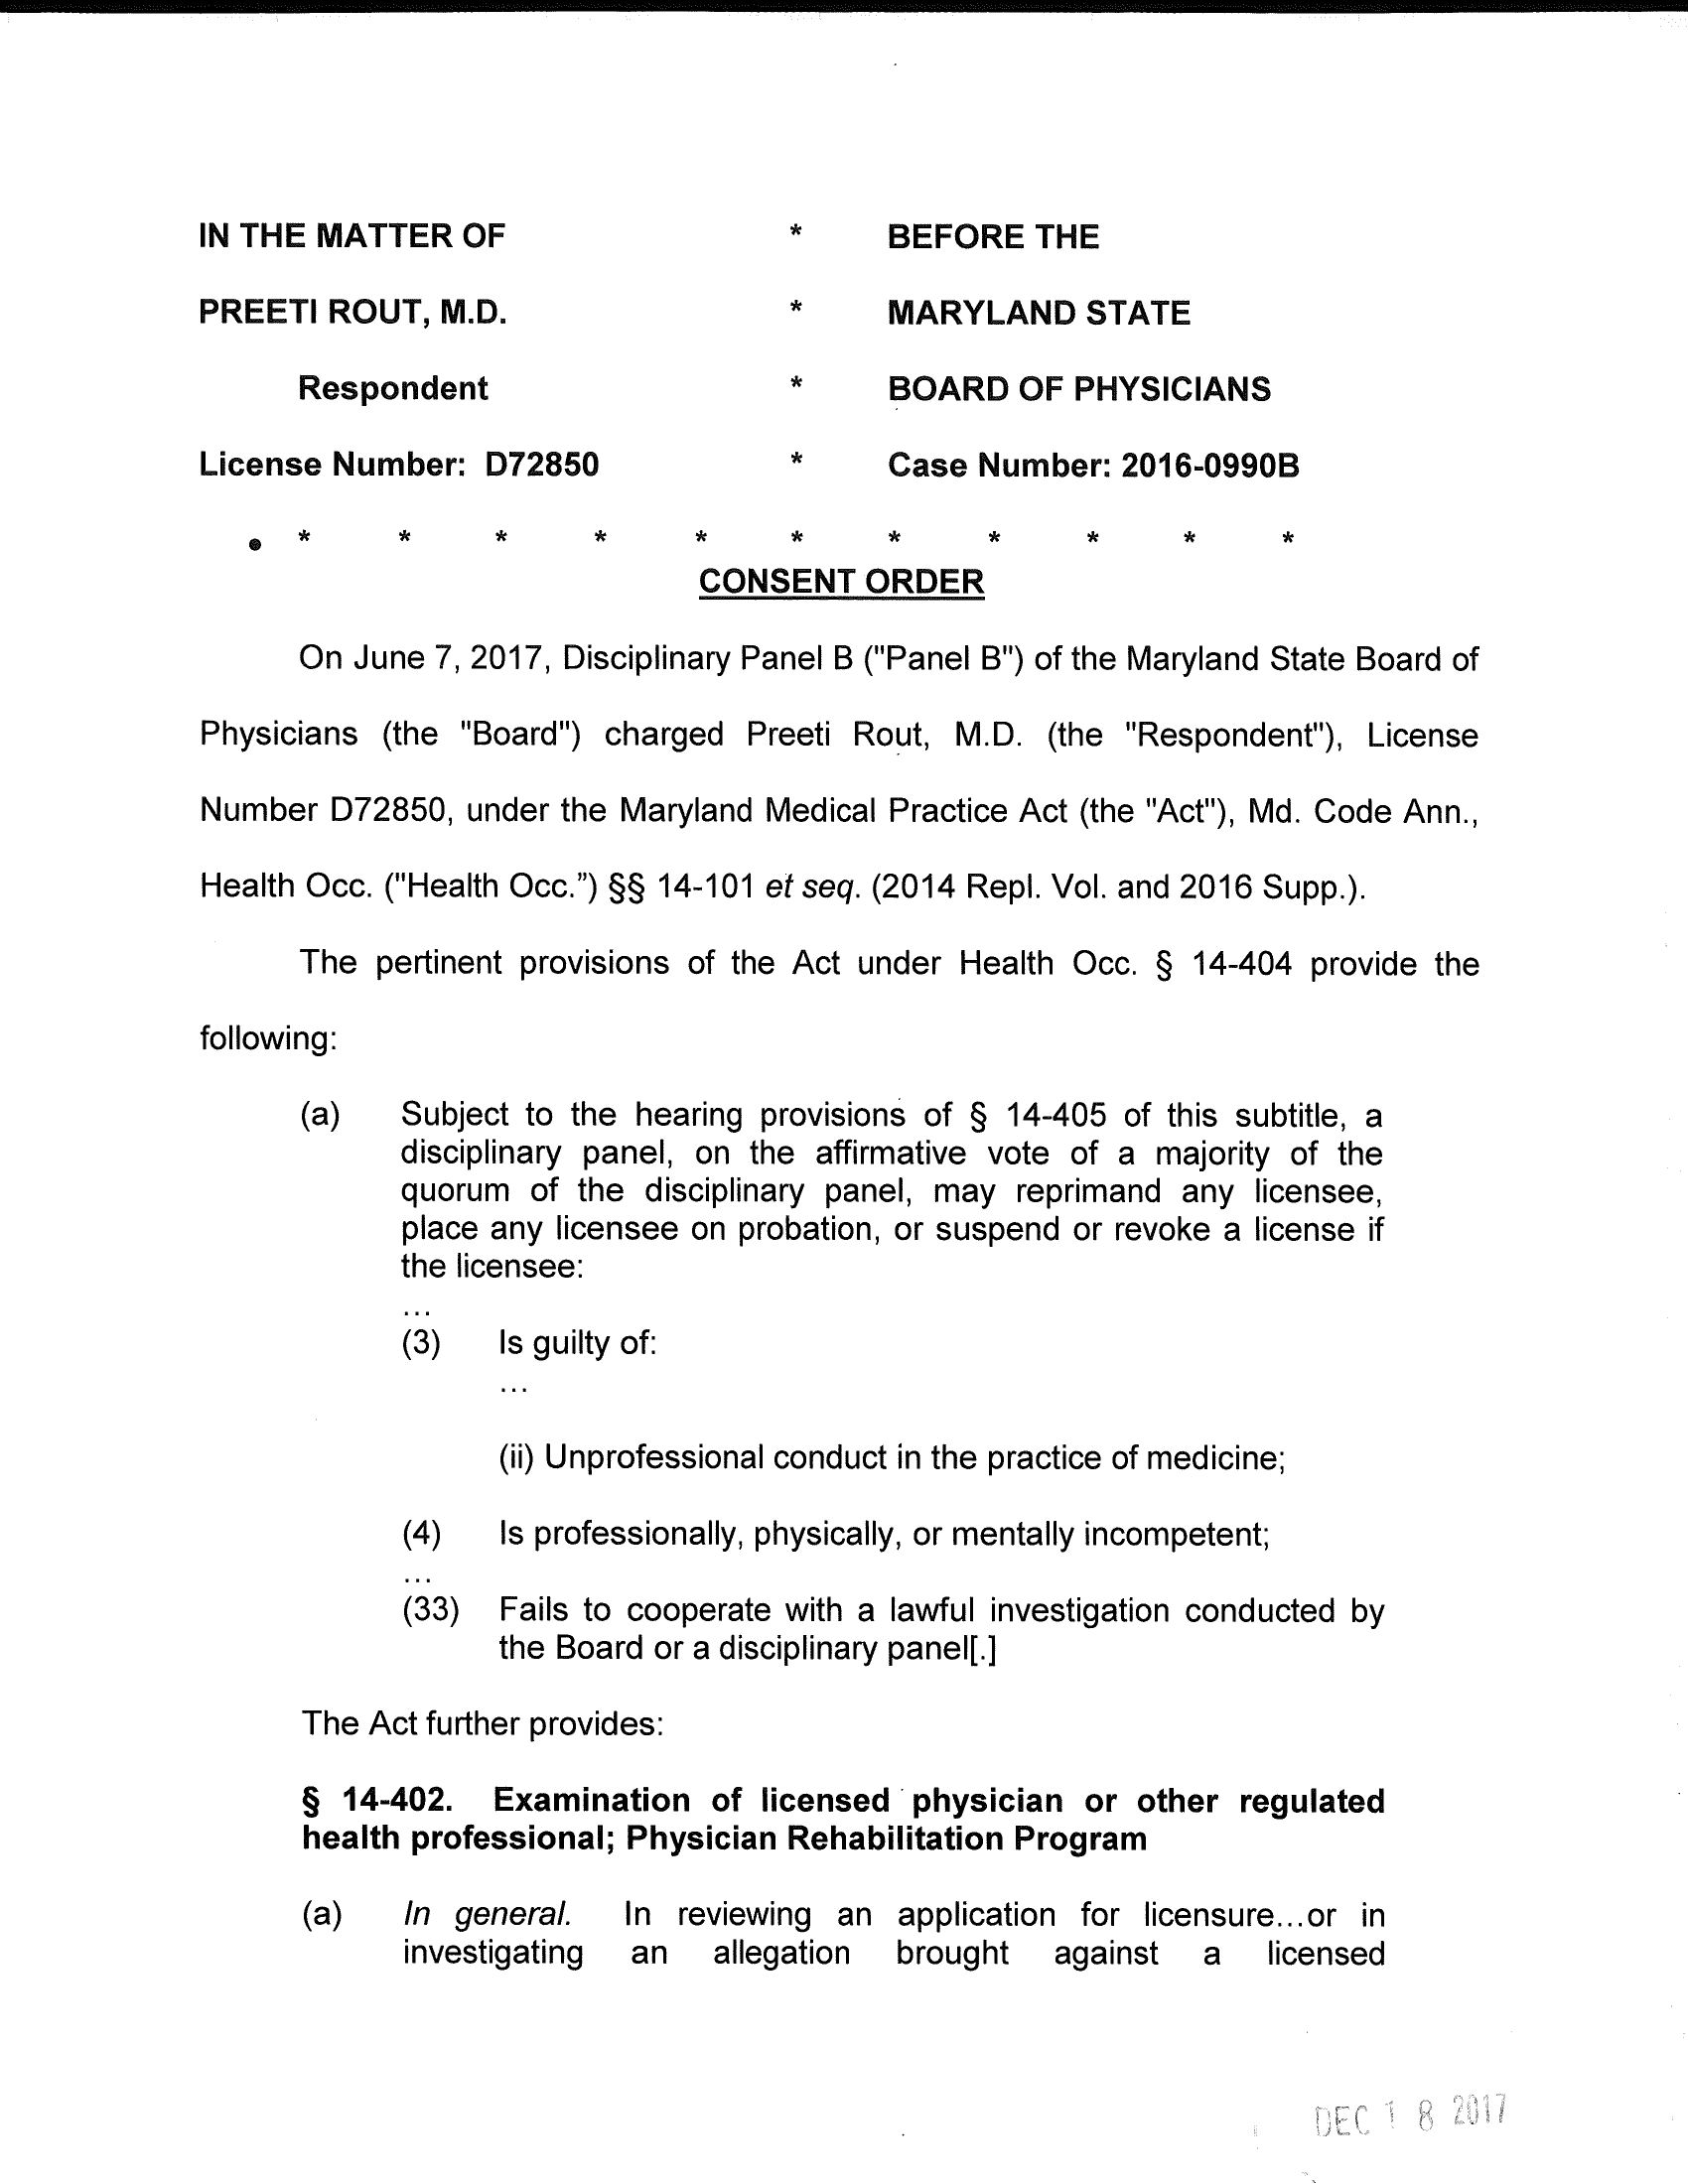 IN THE MATTER OF * BEFORE THE
PREETI ROUT, M.D. * MARYLAND STATE
Respondent * BOARD OF PHYSICIANS
License Number: D72850 * Case Number: 2016-0990B
• * * * * * * * * * * *
CONSENT ORDER
On June 7, 2017, Disciplinary Panel B ("Panel B") of the Maryland State Board of
Physicians (the "Board") charged Preeti Rout, M.D. (the "Respondent"), License
Number D72850, under the Maryland Medical Practice Act (the "Act"), Md. Code Ann.,
Health Occ. ("Health Occ.”) §§ 14-101 et seq. (2014 Repl. Vol. and 2016 Supp.).
The pertinent provisions of the Act under Health Occ. § 14-404 provide the
following:
(a) Subject to the hearing provisions of § 14-405 of this subtitle, a
disciplinary panel, on the affirmative vote of a majority of the
quorum of the disciplinary panel, may reprimand any licensee,
place any licensee on probation, or suspend or revoke a license if
the licensee:
...
(3) Is guilty of:
...
(ii) Unprofessional conduct in the practice of medicine;
(4) Is professionally, physically, or mentally incompetent;
...
(33) Fails to cooperate with a lawful investigation conducted by
the Board or a disciplinary panel[.]
The Act further provides:
§ 14-402. Examination of licensed physician or other regulated
health professional; Physician Rehabilitation Program
(a) In general. In reviewing an application for licensure...or in
investigating an allegation brought against a licensed
DEC 18 2017